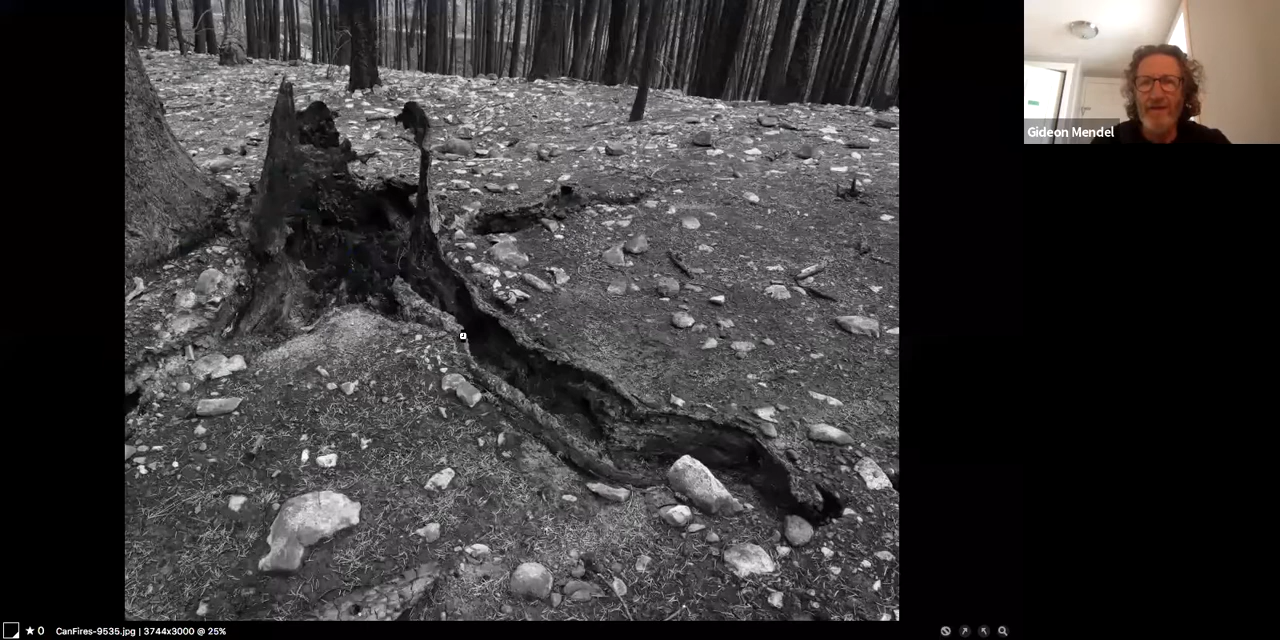 Gideon Mendel
★ 0 CanFires-9535.jpg | 3744x3000 @ 25%